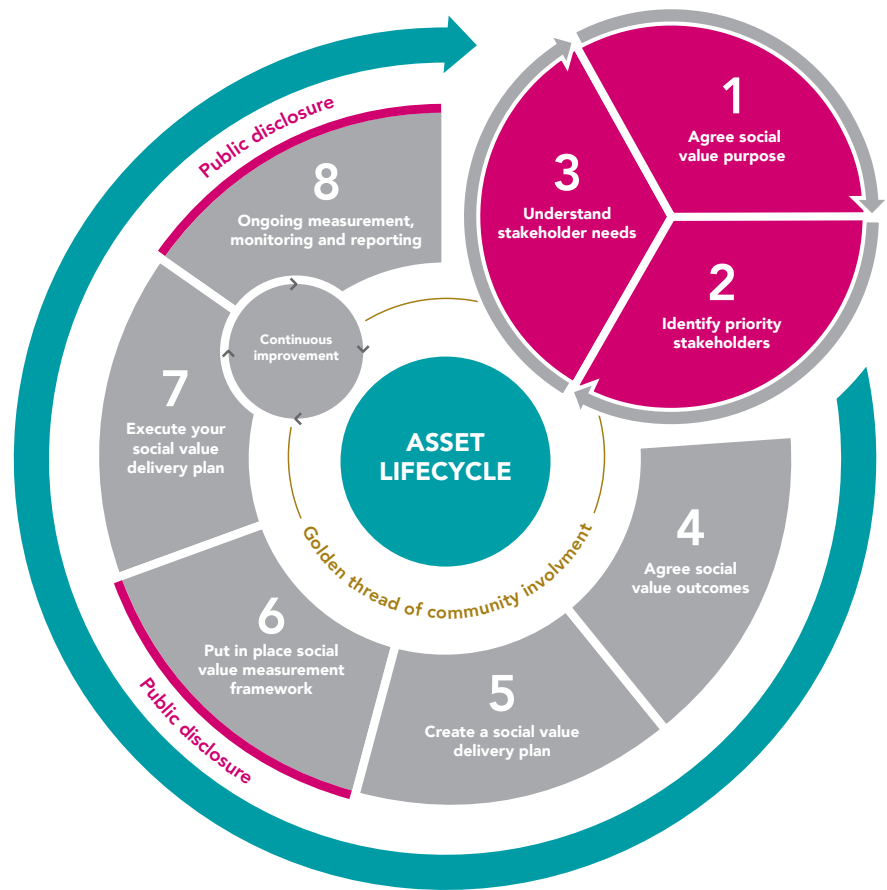 1
Agree social
value purpose
2
Identify priority
stakeholders
3
Understand
stakeholder needs
4
Agree social
value outcomes
5
Create a social value
delivery plan
6
Put in place social
value measurement
framework
Public disclosure
7
Execute your
social value
delivery plan
8
Ongoing measurement,
monitoring and reporting
Public disclosure
Continuous
improvement
ASSET
LIFECYCLE
Golden thread of community involvment